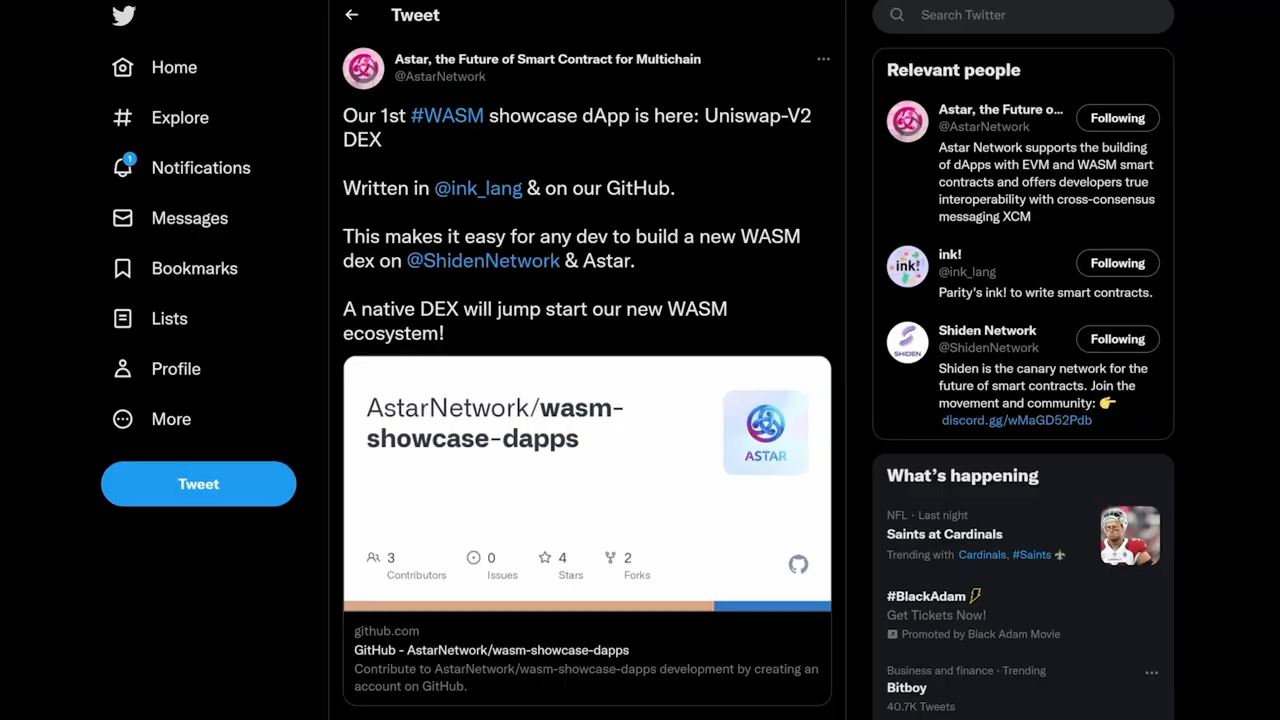 Home
Explore
1
Notifications
Messages
Bookmarks
Lists
Profile
More
Tweet
Tweet
Astar, the Future of Smart Contract for Multichain
@AstarNetwork
Our 1st #WASM showcase dApp is here: Uniswap-V2
DEX
Written in @ink_lang & on our GitHub.
This makes it easy for any dev to build a new WASM
dex on @ShidenNetwork & Astar.
A native DEX will jump start our new WASM
ecosystem!
AstarNetwork/wasm-
showcase-dapps
ASTAR
3
Contributors
0
Issues
4
Stars
2
Forks
github.com
GitHub - AstarNetwork/wasm-showcase-dapps
Contribute to AstarNetwork/wasm-showcase-dapps development by creating an
account on GitHub.
Search Twitter
Relevant people
Astar, the Future o...
@AstarNetwork
Following
Astar Network supports the building
of dApps with EVM and WASM smart
contracts and offers developers true
interoperability with cross-consensus
messaging XCM
ink!
ink!
@ink_lang
Following
Parity's ink! to write smart contracts.
SHIDEN
Shiden Network
@ShidenNetwork
Following
Shiden is the canary network for the
future of smart contracts. Join the
movement and community: 👉
discord.gg/wMaGD52Pdb
What's happening
NFL · Last night
Saints at Cardinals
Trending with Cardinals, #Saints ⚜
#BlackAdam
Get Tickets Now!
Promoted by Black Adam Movie
Business and finance · Trending
Bitboy
40.7K Tweets